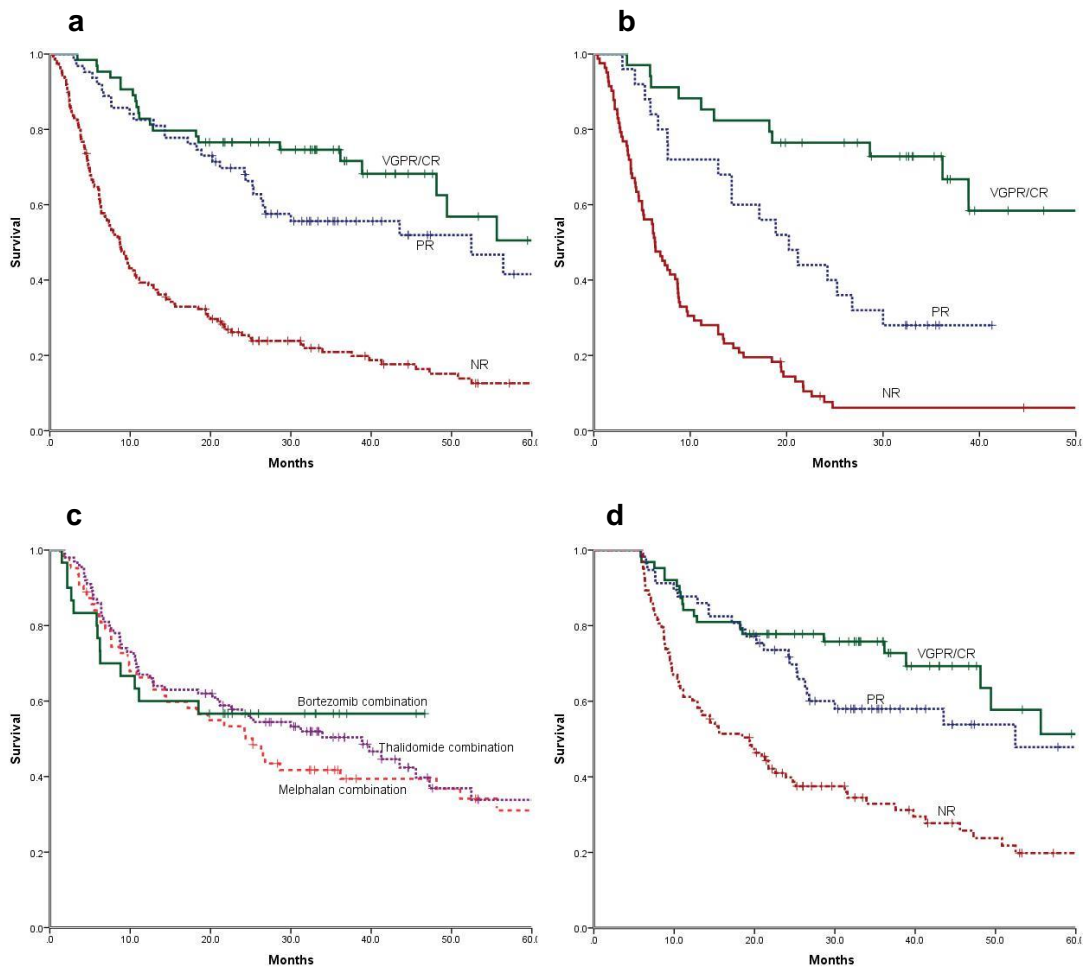 a
1.0
0.8
0.6
0.4
0.2
0.0
Survival
VGPR/CR
PR
NR
.0 10.0 20.0 30.0 40.0 50.0 60.0
Months
b
1.0
0.8
0.6
0.4
0.2
0.0
Survival
VGPR/CR
PR
NR
.0 10.0 20.0 30.0 40.0 50.0
Months
c
1.0
0.8
0.6
0.4
0.2
0.0
Survival
Bortezomib combination
Thalidomide combination
Melphalan combination
.0 10.0 20.0 30.0 40.0 50.0 60.0
Months
d
1.0
0.8
0.6
0.4
0.2
0.0
Survival
VGPR/CR
PR
NR
.0 10.0 20.0 30.0 40.0 50.0 60.0
Months